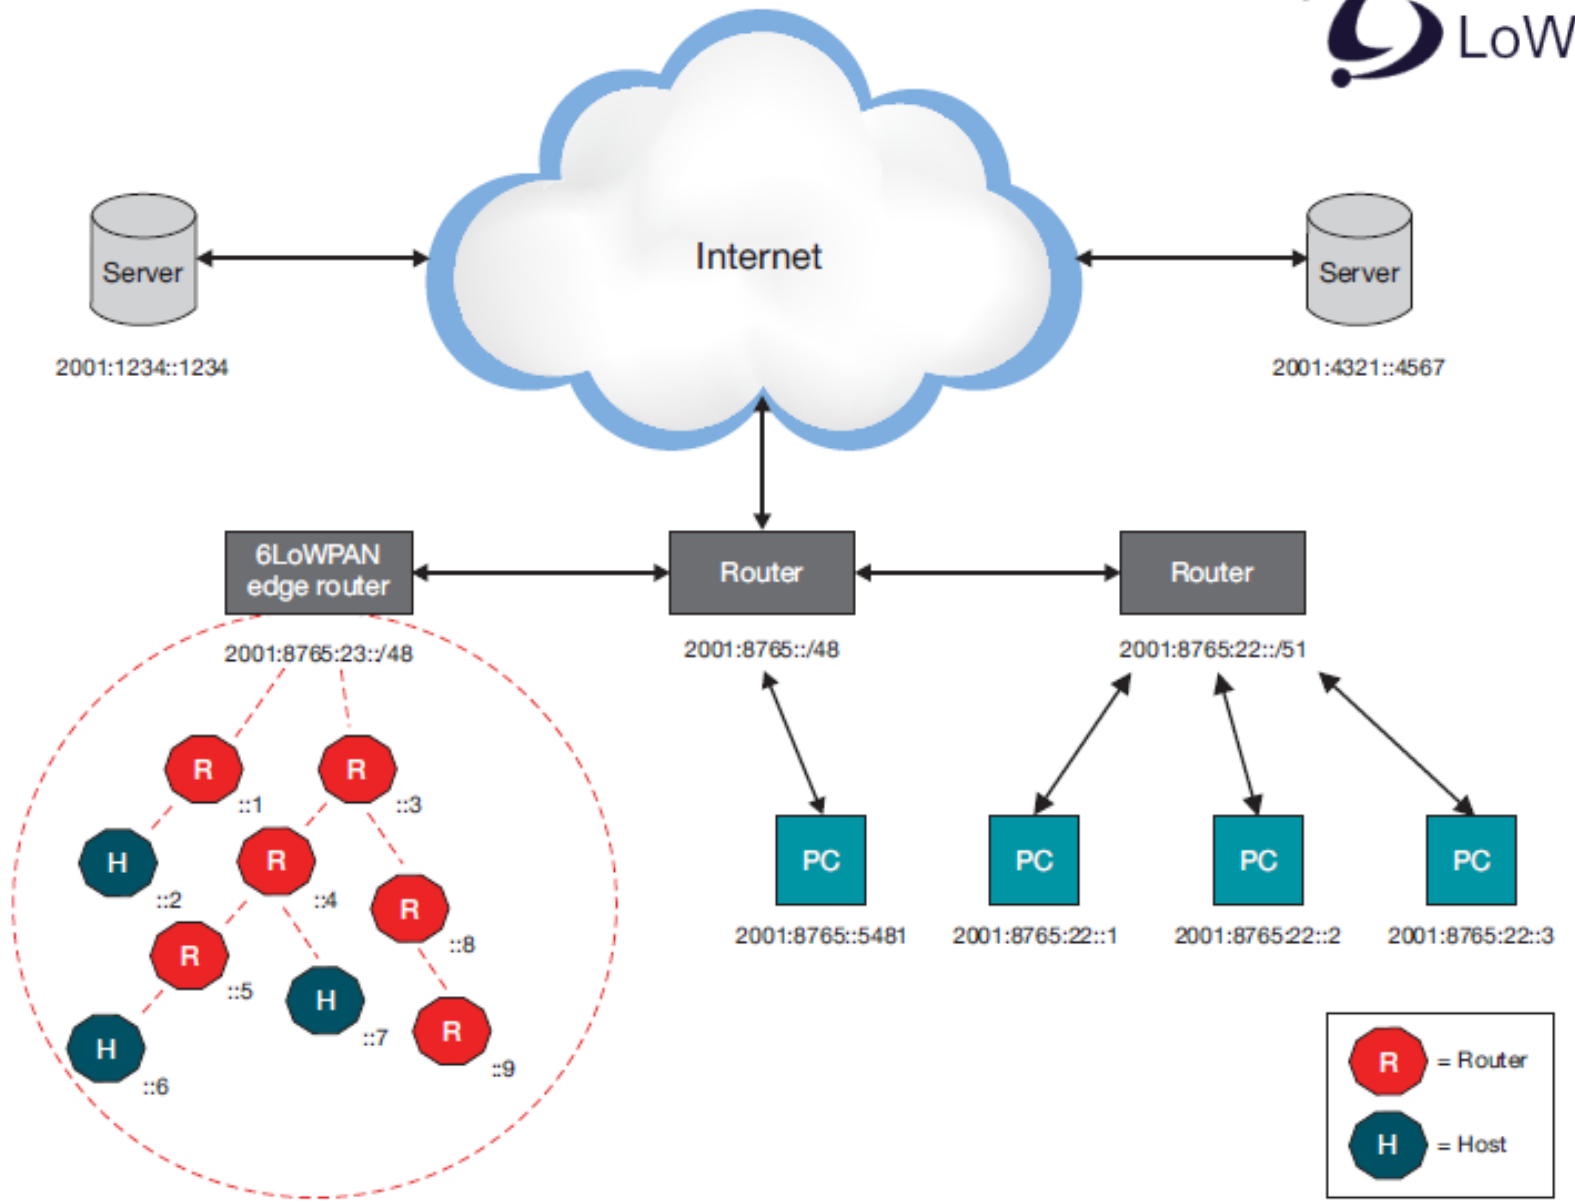 LoW
Internet
Server
Server
2001:1234::1234
2001:4321::4567
6LoWPAN
edge router
Router
Router
2001:8765:23::/48
2001:8765::/48
2001:8765:22::/51
R
R
::1
::3
H
R
PC
PC
PC
PC
::2
::4
R
2001:8765::5481
2001:8765:22::1
2001:8765:22::2
2001:8765:22::3
::8
R
::5
H
::7
R
H
::6
::9
R
= Router
H
= Host